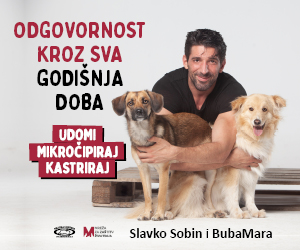 ODGOVORNOST
KROZ SVA
GODIŠNJA
DOBA
UDOMI
MIKROČIPIRAJ
KASTRIRAJ
Slavko Sobin i BubaMara